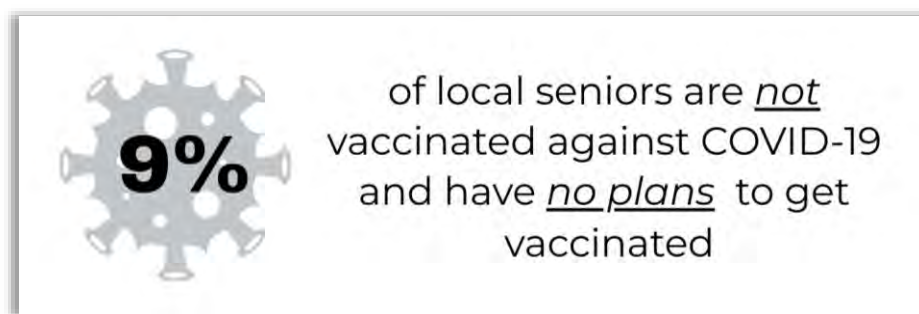 9%
of local seniors are not
vaccinated against COVID-19
and have no plans to get
vaccinated